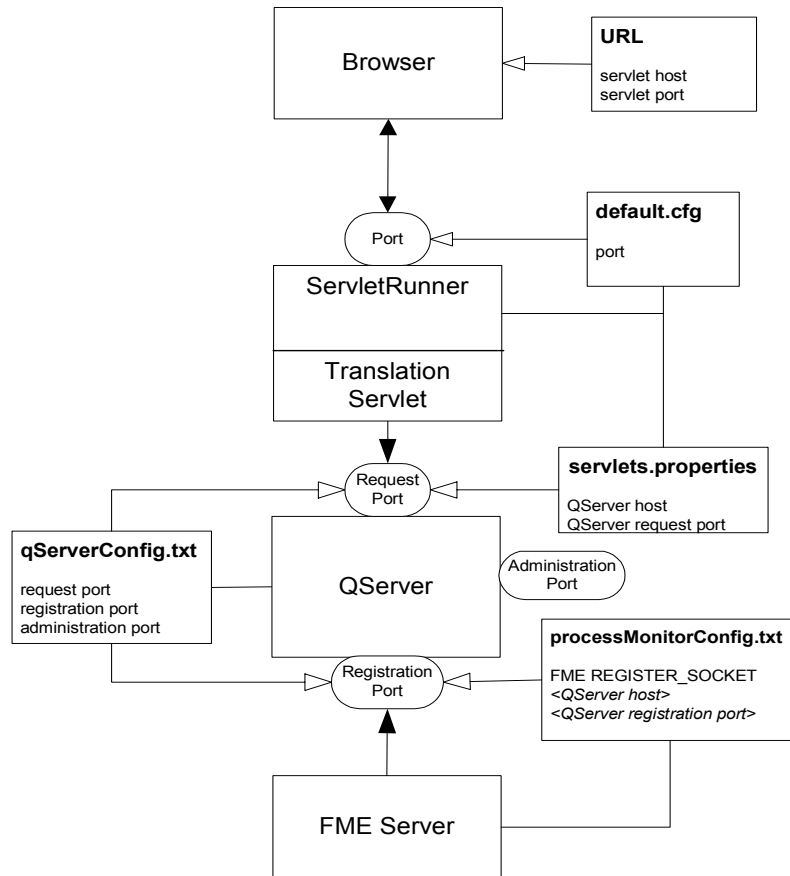 Browser
URL
servlet host
servlet port
Port
default.cfg
port
ServletRunner
Translation
Servlet
Request
Port
servlets.properties
QServer host
QServer request port
qServerConfig.txt
request port
registration port
administration port
QServer
Administration
Port
processMonitorConfig.txt
FME REGISTER_SOCKET
<QServer host>
<QServer registration port>
Registration
Port
FME Server